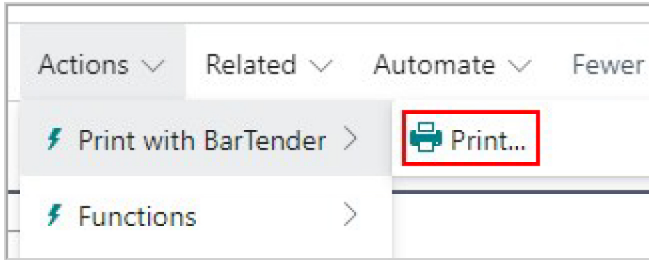 Actions Related Automate Fewer
Print with BarTender Print...
Functions